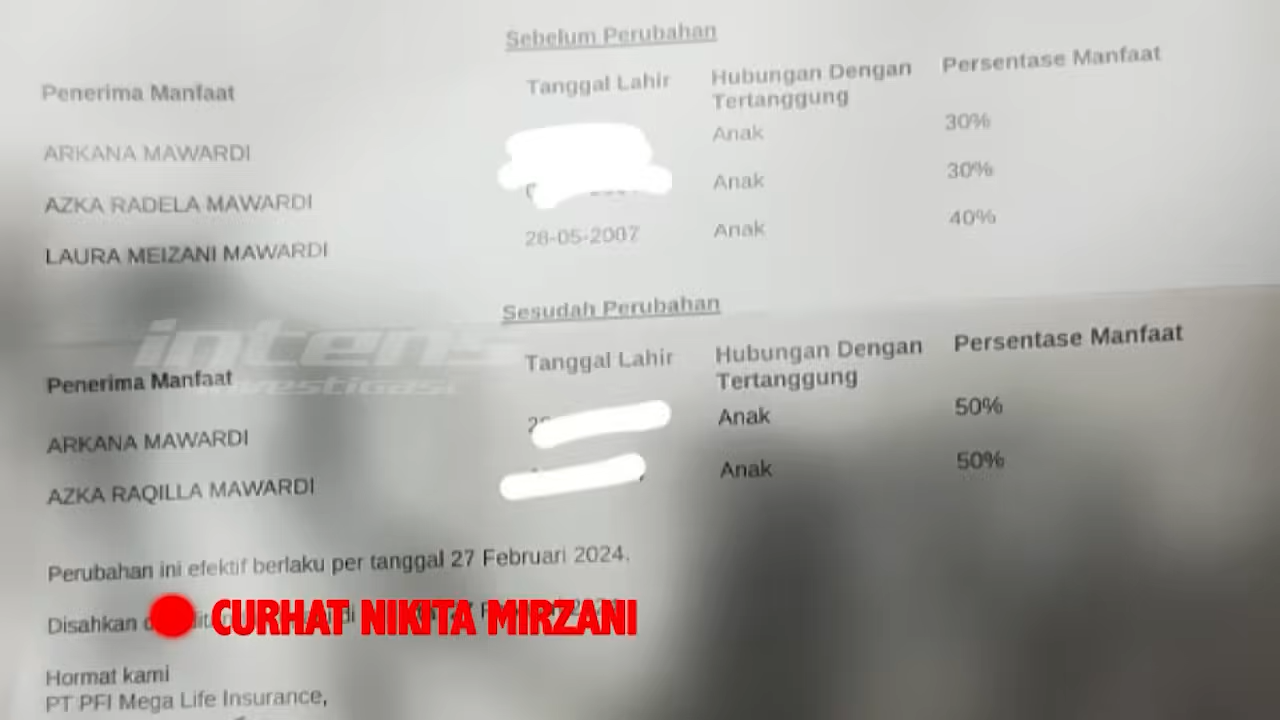 Sebelum Perubahan
Penerima Manfaat Tanggal Lahir Hubungan Dengan Tertanggung Persentase Manfaat
ARKANA MAWARDI Anak 30%
AZKA RADELA MAWARDI Anak 30%
LAURA MEIZANI MAWARDI 28-05-2007 Anak 40%
Sesudah Perubahan
intens
investigasi
Penerima Manfaat Tanggal Lahir Hubungan Dengan Tertanggung Persentase Manfaat
ARKANA MAWARDI Anak 50%
AZKA RAQILLA MAWARDI Anak 50%
Perubahan ini efektif berlaku per tanggal 27 Februari 2024.
Disahkan
CURHAT NIKITA MIRZANI
Hormat kami
PT PFI Mega Life Insurance,